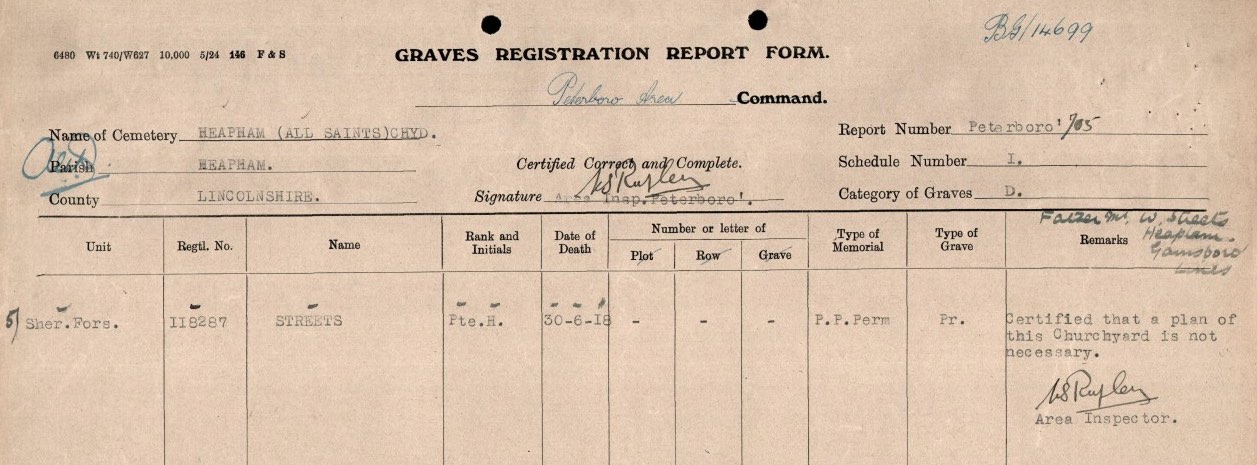 BG/14699
6480 Wt 740/W627 10,000 5/24 146 F & S
GRAVES REGISTRATION REPORT FORM.
Peterboro Area Command.
Name of Cemetery HEAPHAM (ALL SAINTS)CHYD.
Report Number Peterboro'705
Parish HEAPHAM.
Certified Correct and Complete.
Schedule Number I.
County LINCOLNSHIRE.
Signature Area Insp.Peterboro'.
Category of Graves D.
Father Mr. W. Streets
Heapham.
Gainsboro
Lincs
Unit Regtl. No. Name Rank and Initials Date of Death Number or letter of Plot Row Grave Type of Memorial Type of Grave Remarks
5) Sher.Fors. 118287 STREETS Pte.H. 30-6-18 - - - P.P.Perm Pr. Certified that a plan of
this Churchyard is not
necessary.
Area Inspector.